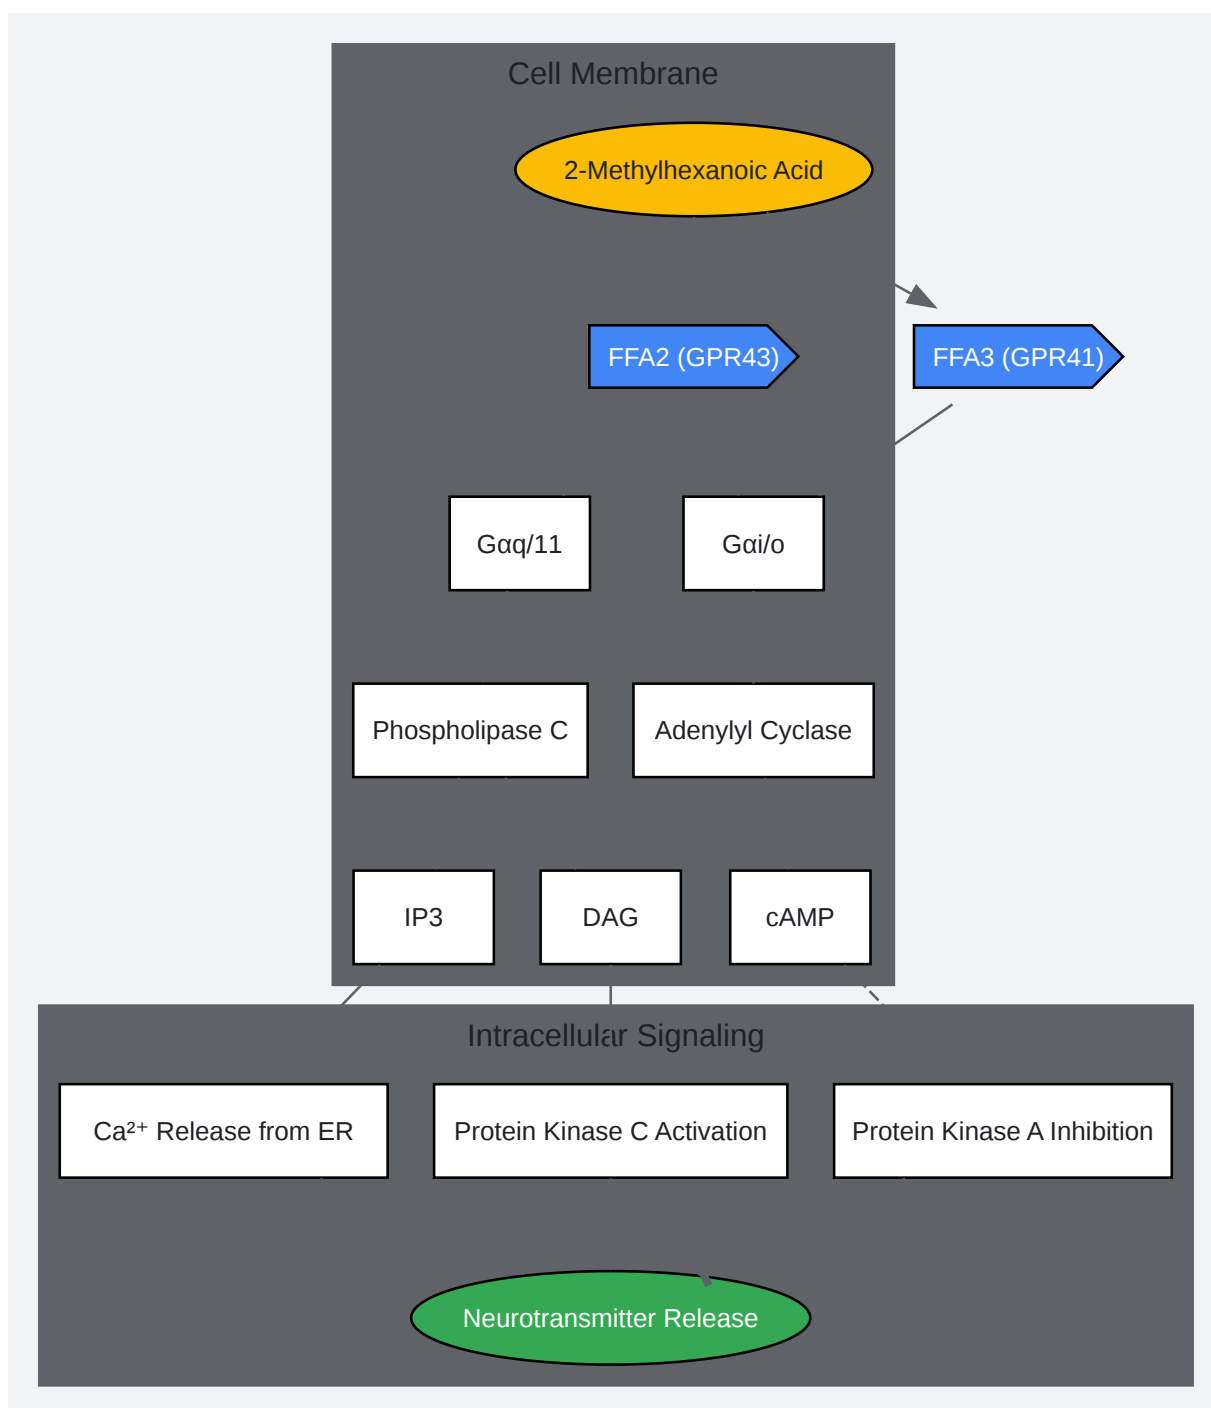 Cell Membrane
2-Methylhexanoic Acid
FFA2 (GPR43)
FFA3 (GPR41)
Gαq/11
Gαi/o
Phospholipase C
Adenylyl Cyclase
IP3
DAG
cAMP
Intracellular Signaling
Ca²⁺ Release from ER
Protein Kinase C Activation
Protein Kinase A Inhibition
Neurotransmitter Release